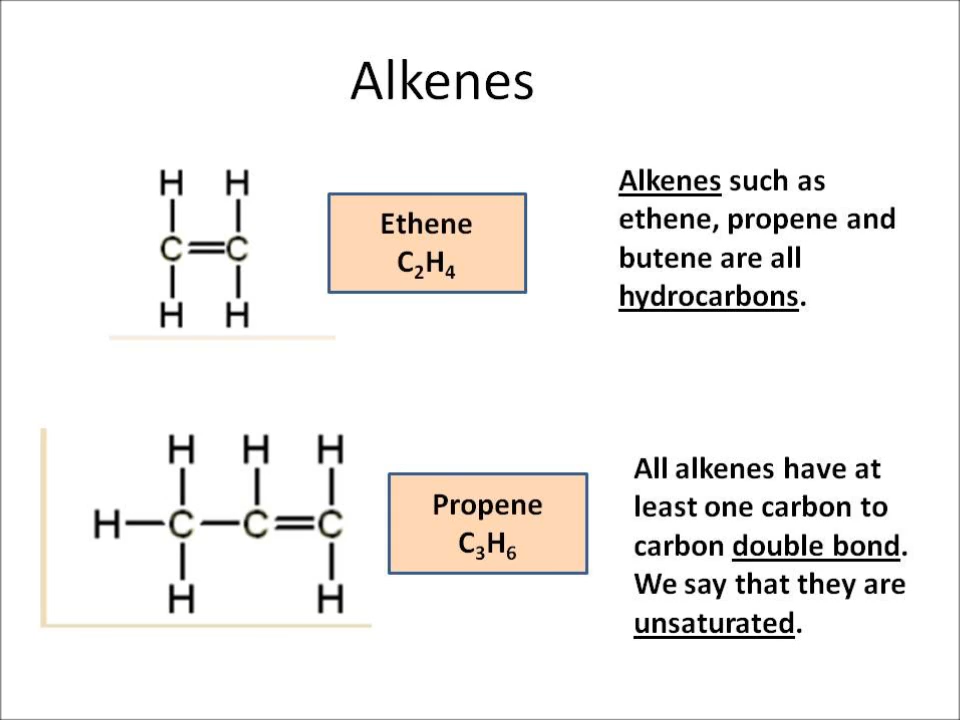 Alkenes
H H
C=C
H H
Ethene
C₂H₄
Alkenes such as
ethene, propene and
butene are all
hydrocarbons.
H H H
H—C—C=C
H H
Propene
C₃H₆
All alkenes have at
least one carbon to
carbon double bond.
We say that they are
unsaturated.